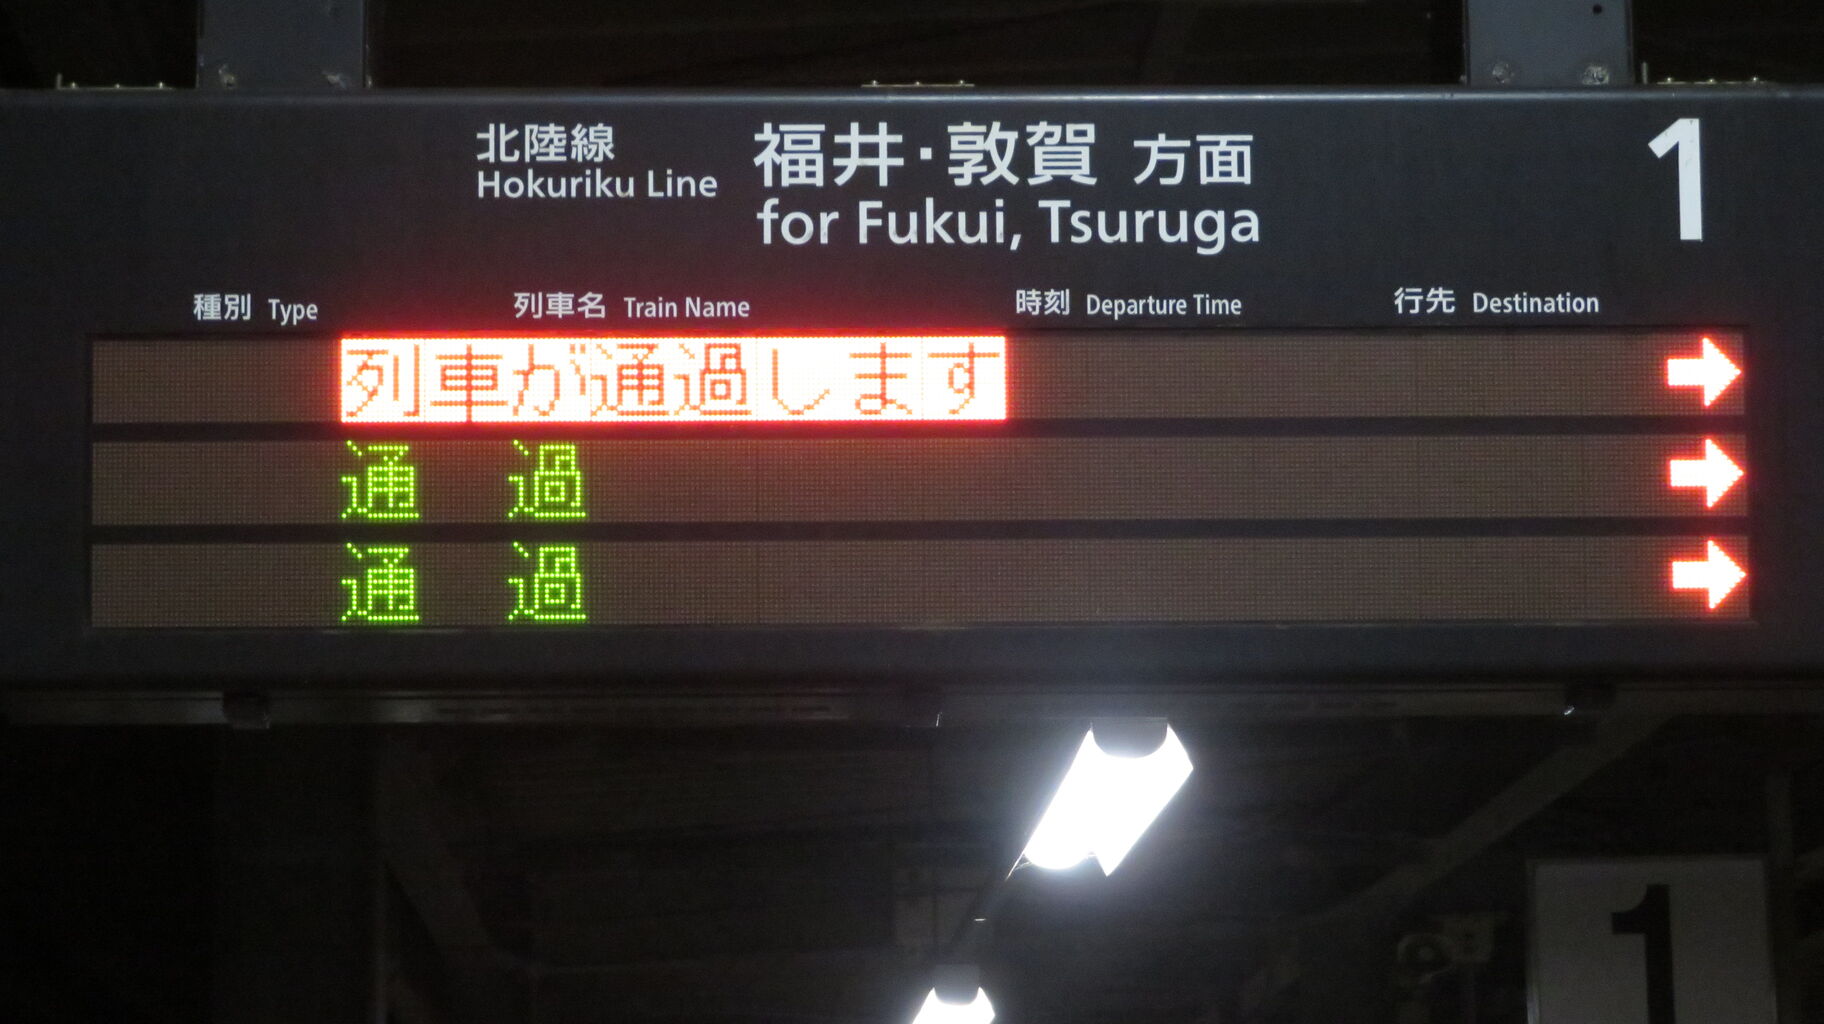 北陸線 福井・敦賀 方面 1
Hokuriku Line for Fukui, Tsuruga
種別 Type 列車名 Train Name 時刻 Departure Time 行先 Destination
列車が通過します →
通 過 →
通 過 →
1